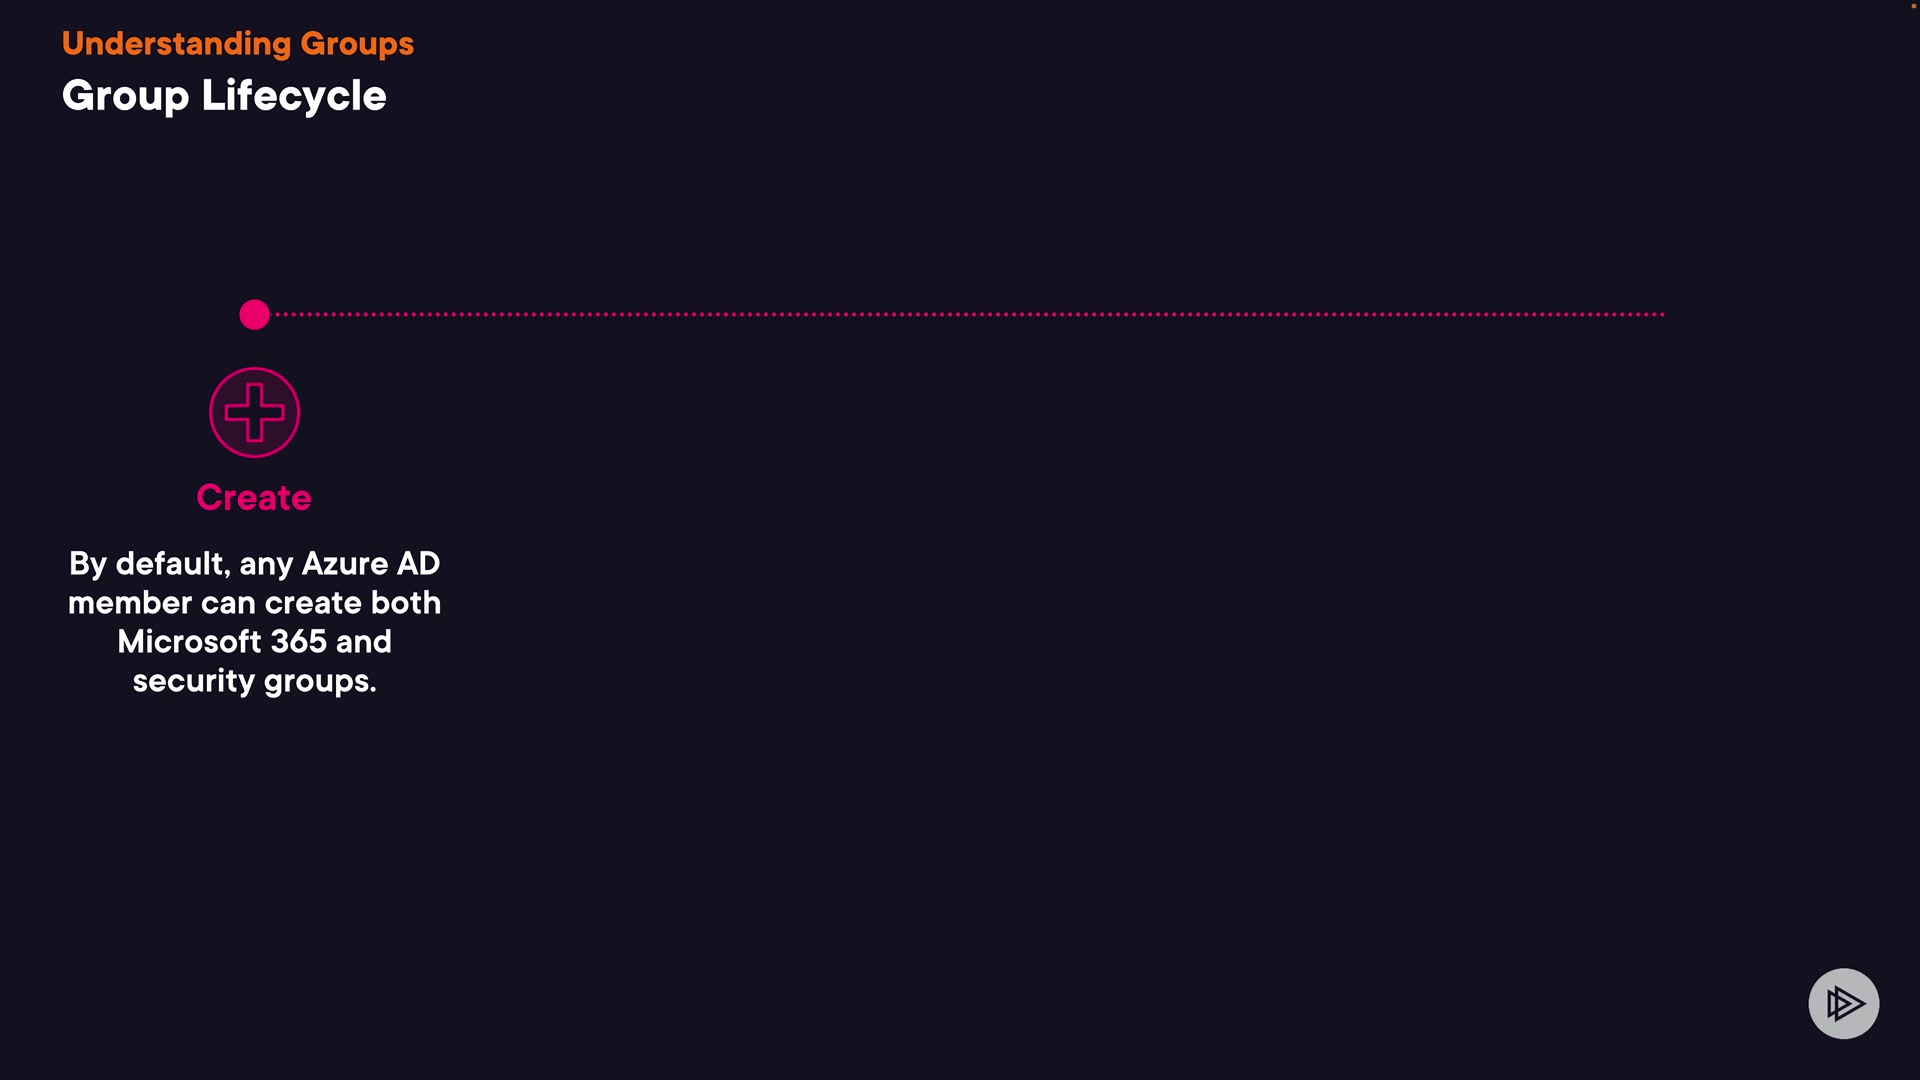 Understanding Groups
Group Lifecycle
Create
By default, any Azure AD
member can create both
Microsoft 365 and
security groups.